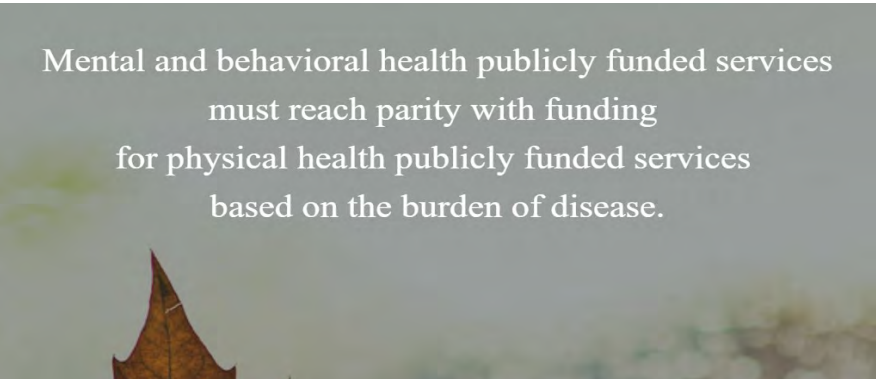 Mental and behavioral health publicly funded services
must reach parity with funding
for physical health publicly funded services
based on the burden of disease.